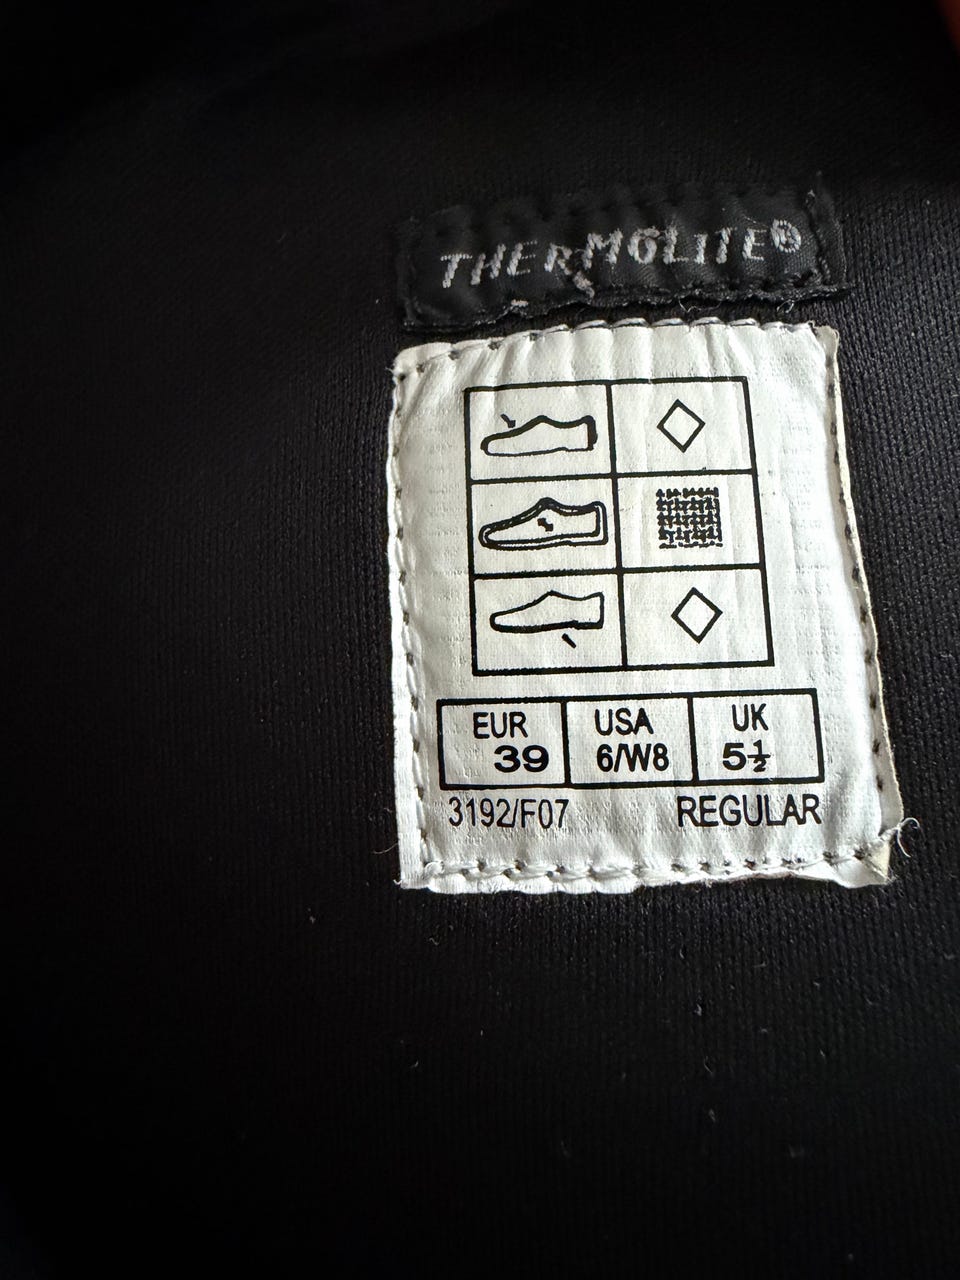 THERMOLITE®
EUR USA UK
39 6/W8 5½
3192/F07 REGULAR